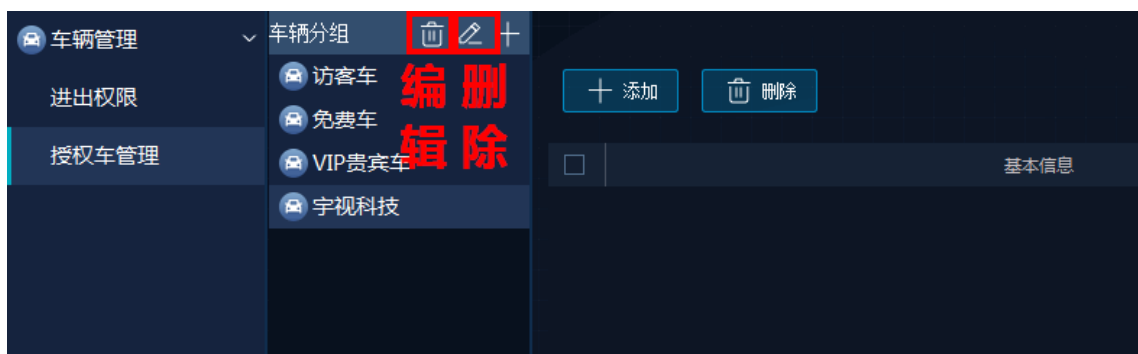 车辆管理
进出权限
授权车管理
车辆分组
访客车
免费车
VIP贵宾车
宇视科技
编辑
删除
添加
删除
基本信息